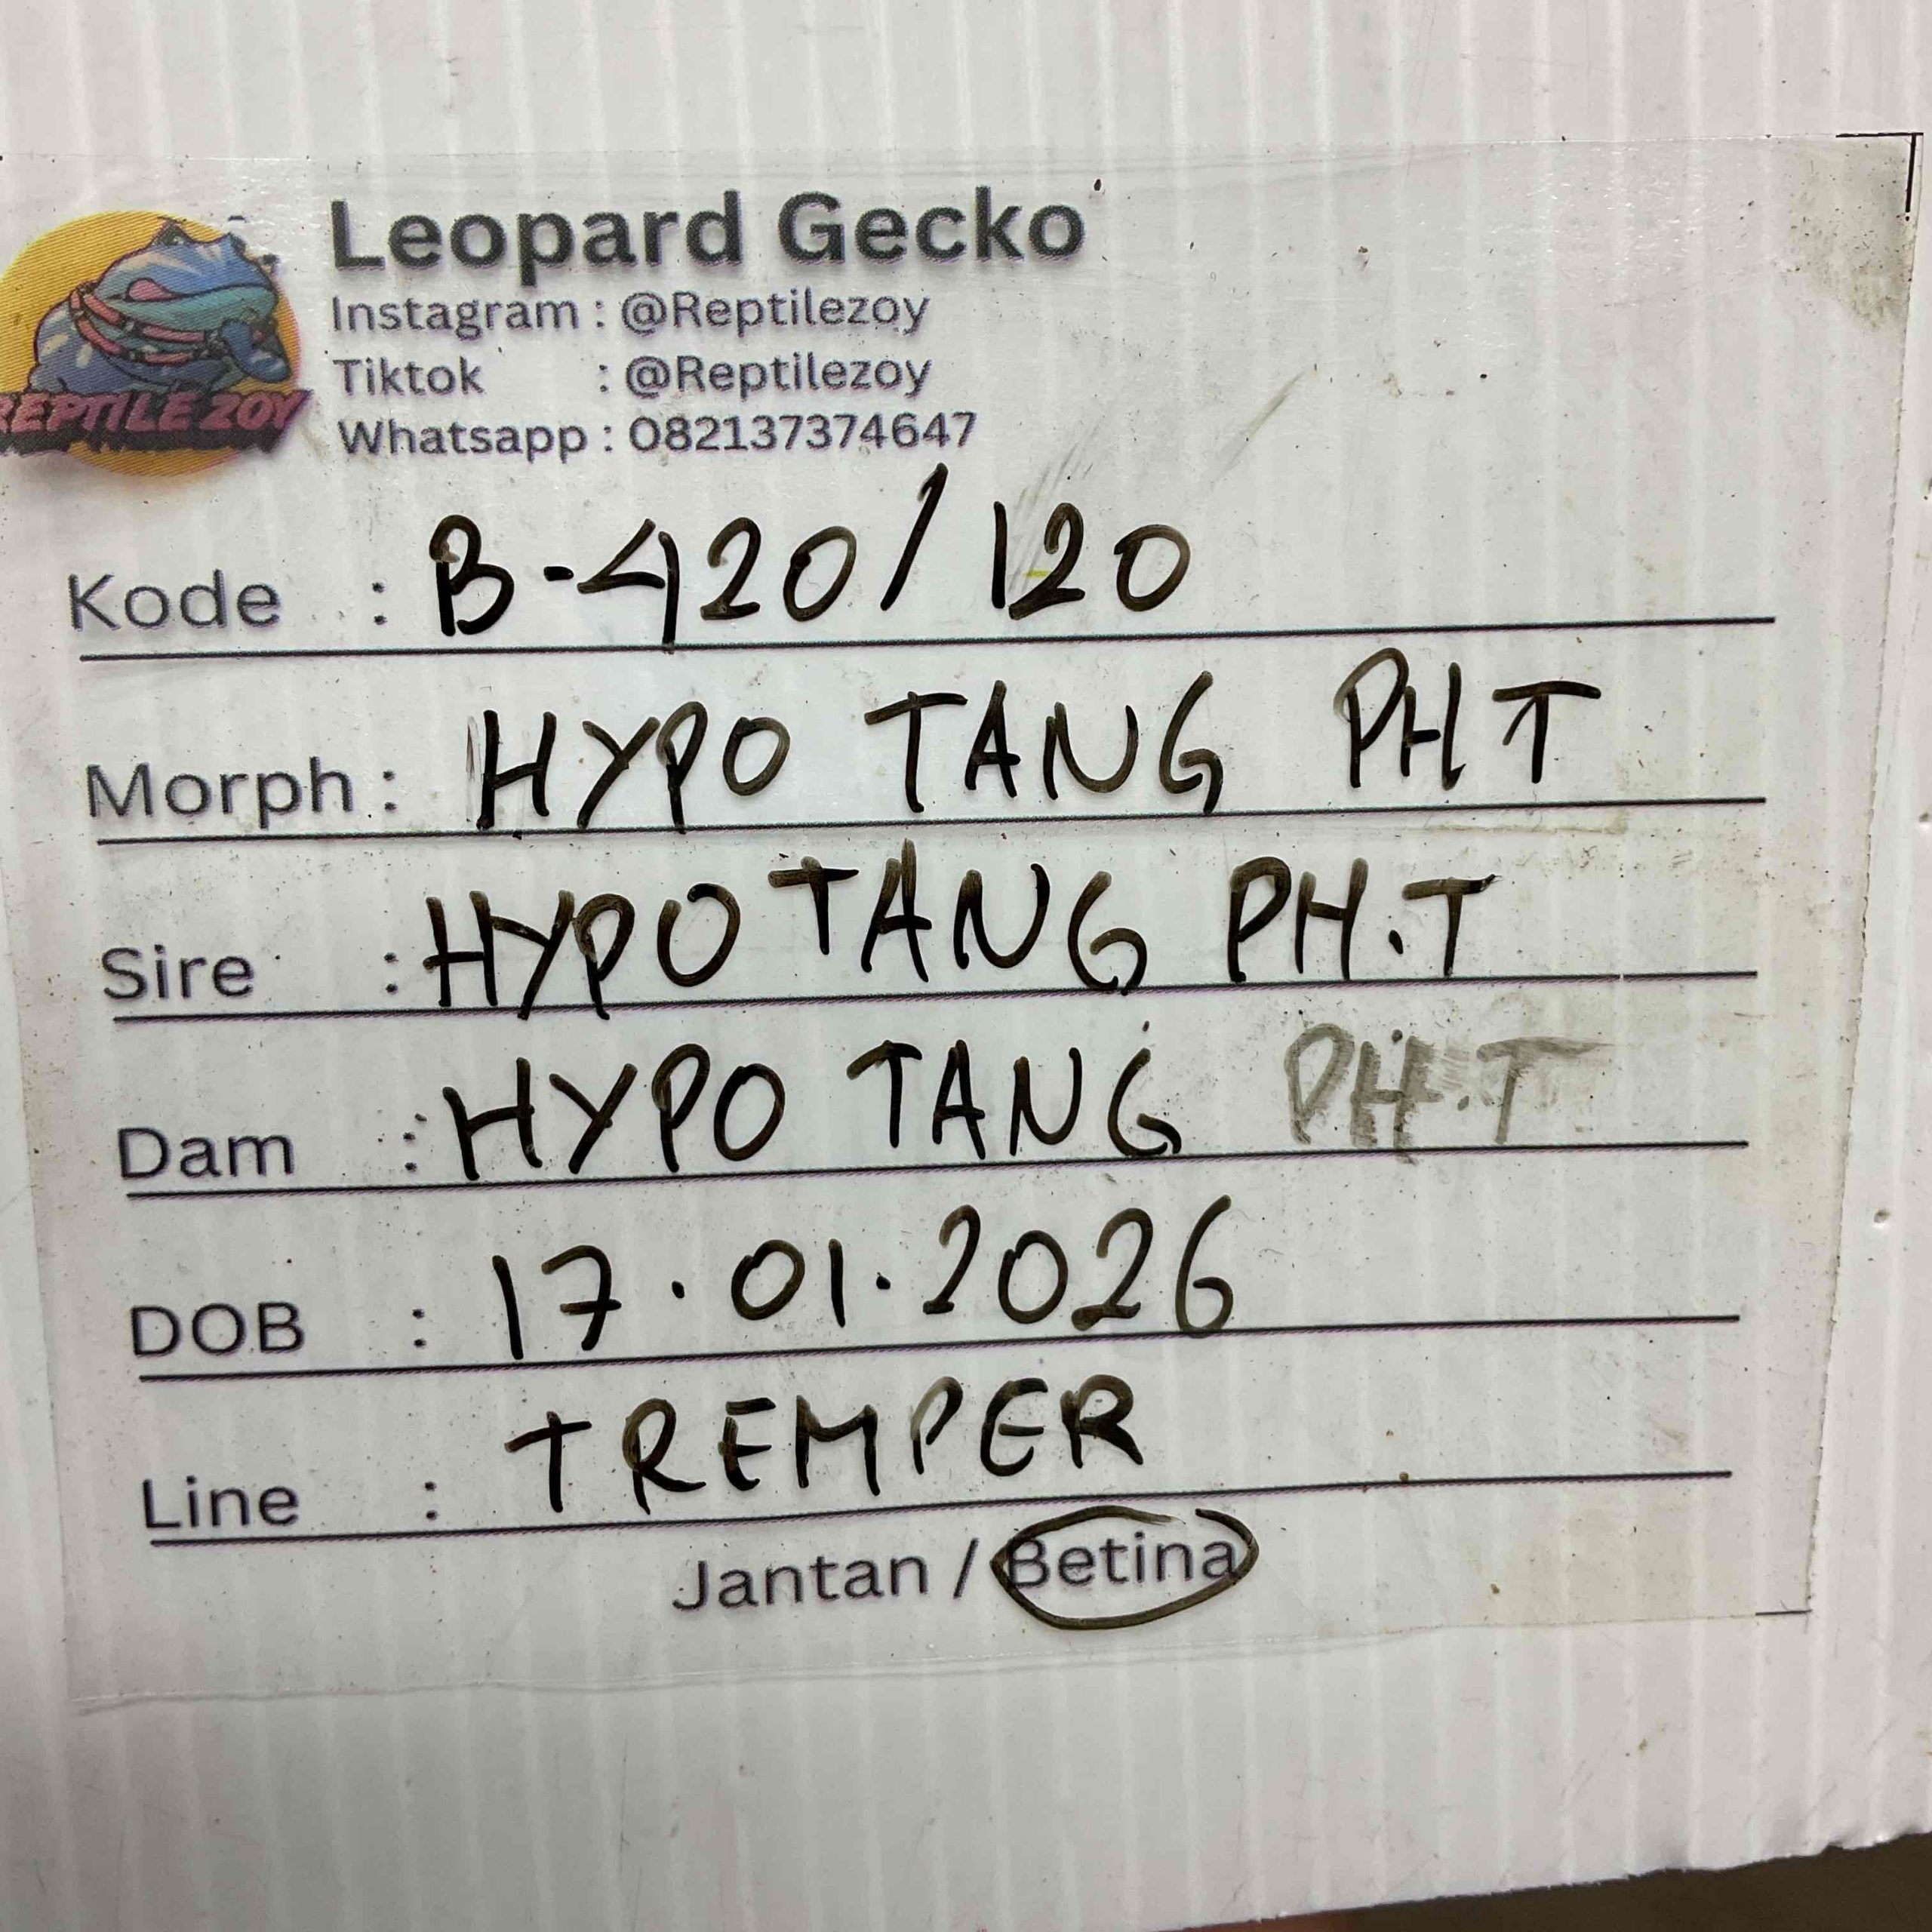 Leopard Gecko
Instagram : @Reptilezoy
Tiktok : @Reptilezoy
Whatsapp : 082137374647
REPTILE ZOY
Kode : B-420/120
Morph : HYPO TANG PH T
Sire : HYPO TANG PH.T
Dam : HYPO TANG PH.T
DOB : 17.01.2026
Line : TREMPER
Jantan / Betina